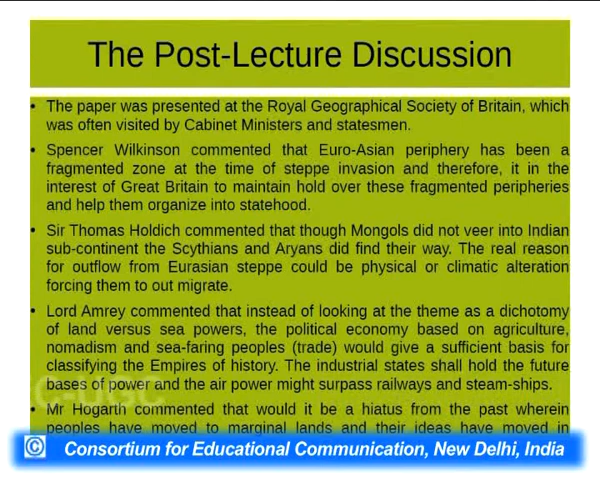 The Post-Lecture Discussion
• The paper was presented at the Royal Geographical Society of Britain, which
was often visited by Cabinet Ministers and statesmen.
• Spencer Wilkinson commented that Euro-Asian periphery has been a
fragmented zone at the time of steppe invasion and therefore, it in the
interest of Great Britain to maintain hold over these fragmented peripheries
and help them organize into statehood.
• Sir Thomas Holdich commented that though Mongols did not veer into Indian
sub-continent the Scythians and Aryans did find their way. The real reason
for outflow from Eurasian steppe could be physical or climatic alteration
forcing them to out migrate.
• Lord Amrey commented that instead of looking at the theme as a dichotomy
of land versus sea powers, the political economy based on agriculture,
nomadism and sea-faring peoples (trade) would give a sufficient basis for
classifying the Empires of history. The industrial states shall hold the future
bases of power and the air power might surpass railways and steam-ships.
C-UGC
• Mr Hogarth commented that would it be a hiatus from the past wherein
peoples have moved to marginal lands and their ideas have moved in
© Consortium for Educational Communication, New Delhi, India